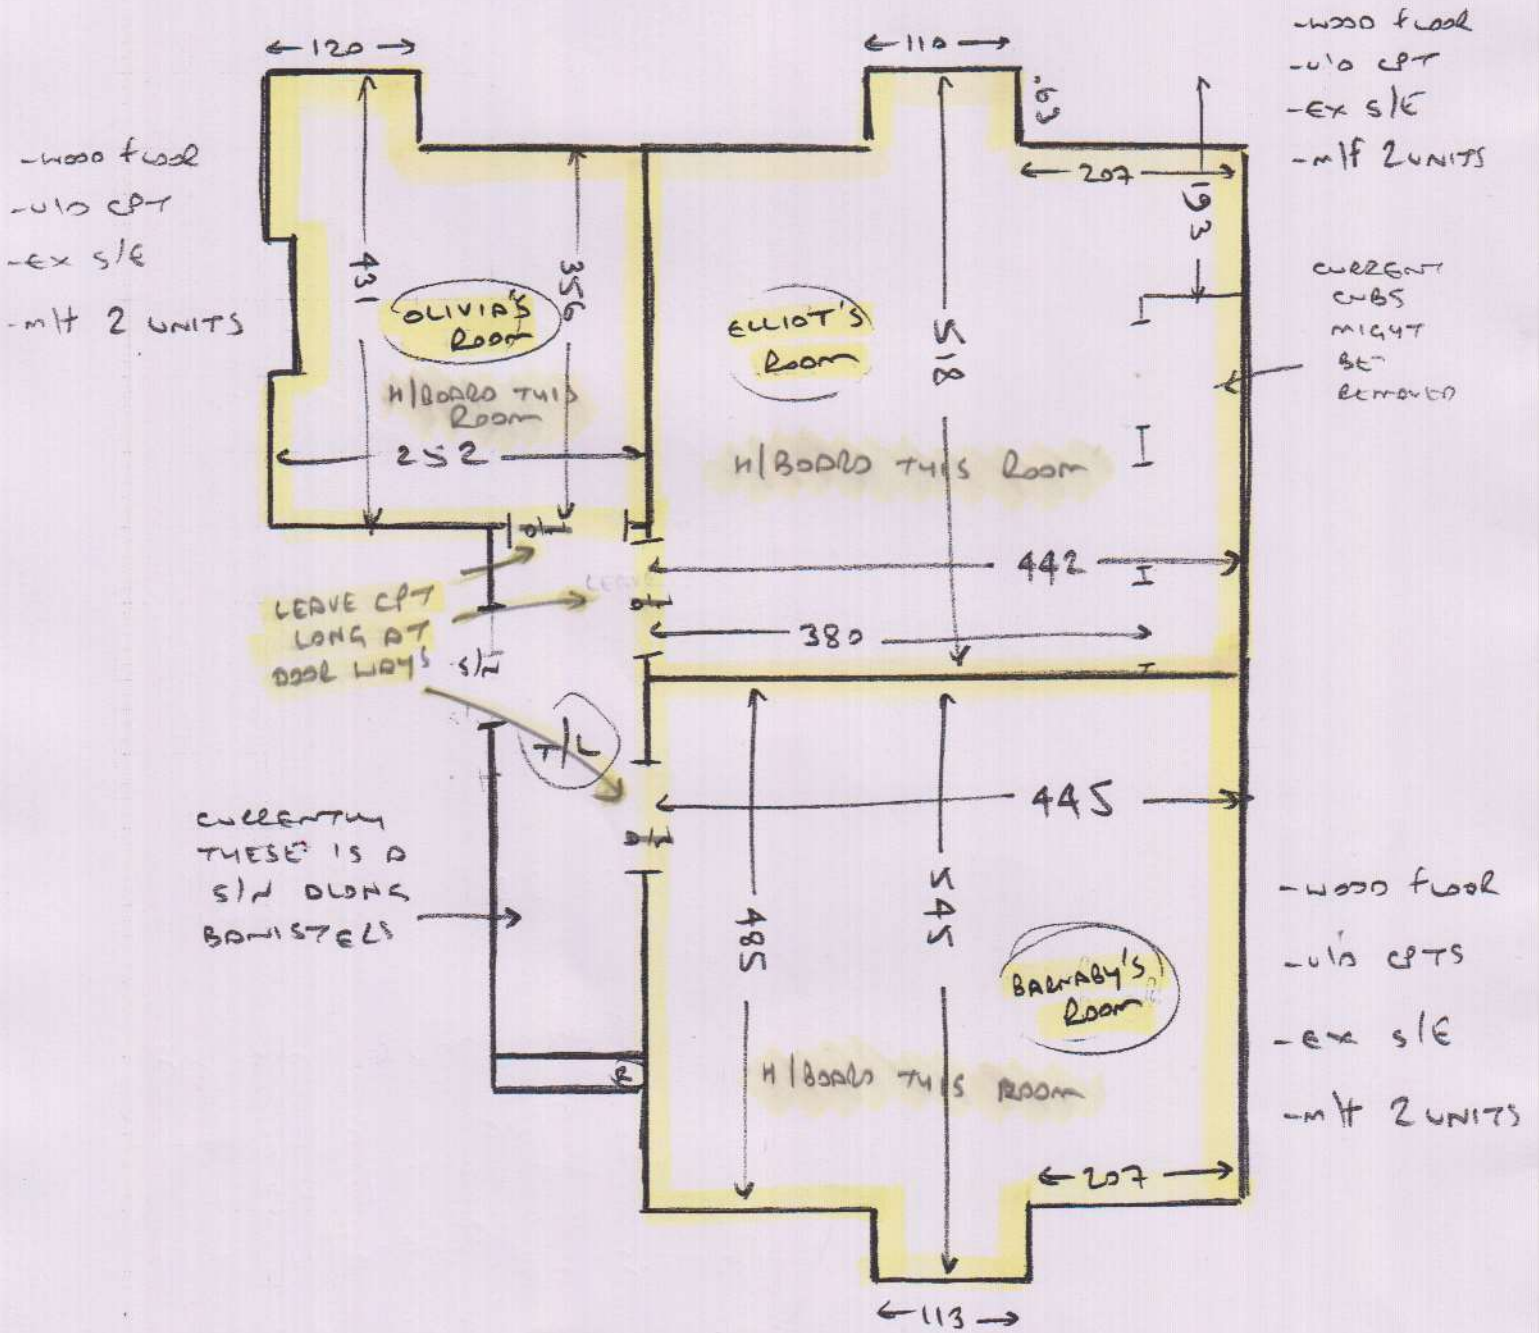 ←120→
←110→
-WOOD FLOOR
-U/D CPT
-EX S/E
-M/F 2 UNITS
.63
←207→
193
-WOOD FLOOR
-U/D CPT
-EX S/E
-M/F 2 UNITS
431
356
OLIVIA'S
ROOM
H/BOARD THIS
ROOM
252
ELLIOT'S
ROOM
518
H/BOARD THIS ROOM
CURRENT
CUBS
MIGHT
BE
REMOVED
442
380
LEAVE CPT
LONG AT
DOOR WAYS
LEAVE
S/N
T/L
CURRENTLY
THESE IS A
S/N ALONG
BANISTERS
R
445
485
545
BARNABY'S
ROOM
H/BOARD THIS ROOM
-WOOD FLOOR
-U/D CPTS
-EX S/E
-M/F 2 UNITS
←207→
←113→